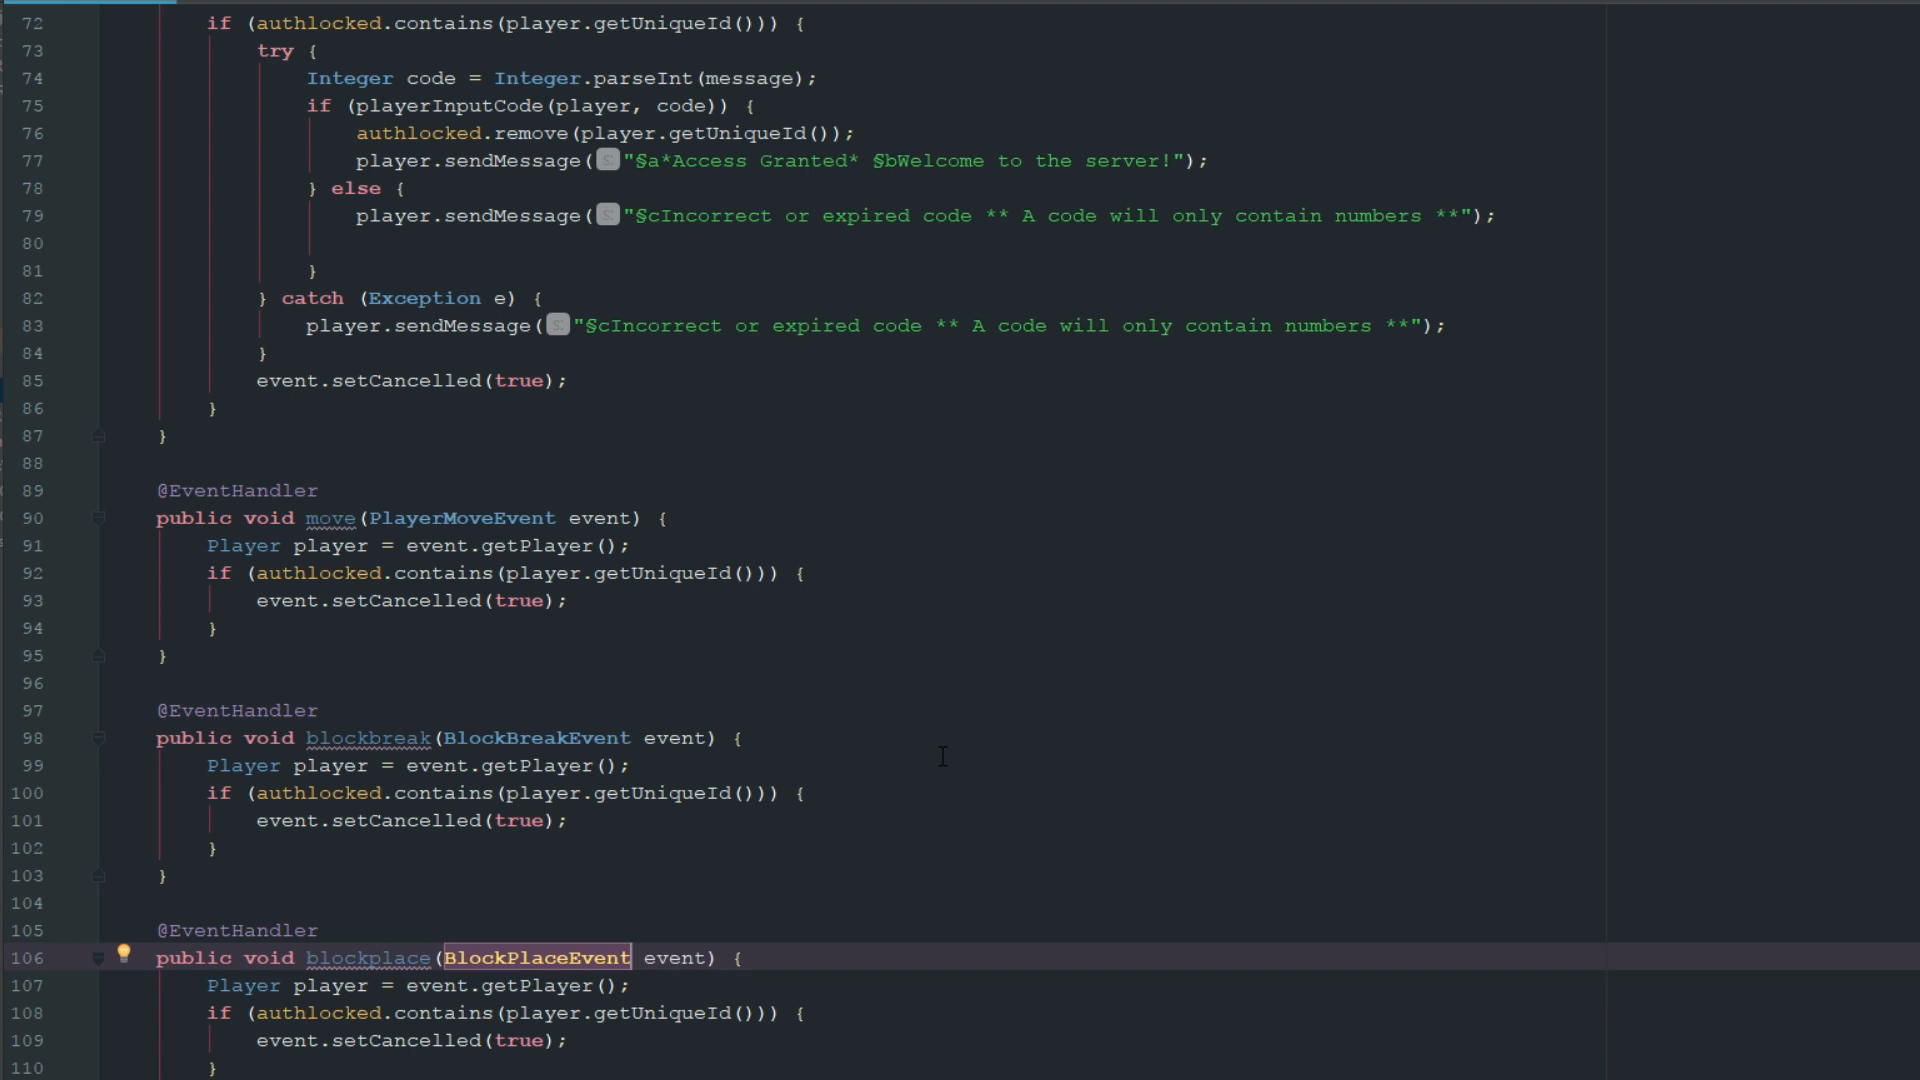 72 if (authlocked.contains(player.getUniqueId())) {
73 try {
74 Integer code = Integer.parseInt(message);
75 if (playerInputCode(player, code)) {
76 authlocked.remove(player.getUniqueId());
77 player.sendMessage( s: "§a*Access Granted* §bWelcome to the server!");
78 } else {
79 player.sendMessage( s: "§cIncorrect or expired code ** A code will only contain numbers **");
80
81 }
82 } catch (Exception e) {
83 player.sendMessage( s: "§cIncorrect or expired code ** A code will only contain numbers **");
84 }
85 event.setCancelled(true);
86 }
87 }
88
89 @EventHandler
90 public void move(PlayerMoveEvent event) {
91 Player player = event.getPlayer();
92 if (authlocked.contains(player.getUniqueId())) {
93 event.setCancelled(true);
94 }
95 }
96
97 @EventHandler
98 public void blockbreak(BlockBreakEvent event) {
99 Player player = event.getPlayer();
100 if (authlocked.contains(player.getUniqueId())) {
101 event.setCancelled(true);
102 }
103 }
104
105 @EventHandler
106 public void blockplace(BlockPlaceEvent event) {
107 Player player = event.getPlayer();
108 if (authlocked.contains(player.getUniqueId())) {
109 event.setCancelled(true);
110 }